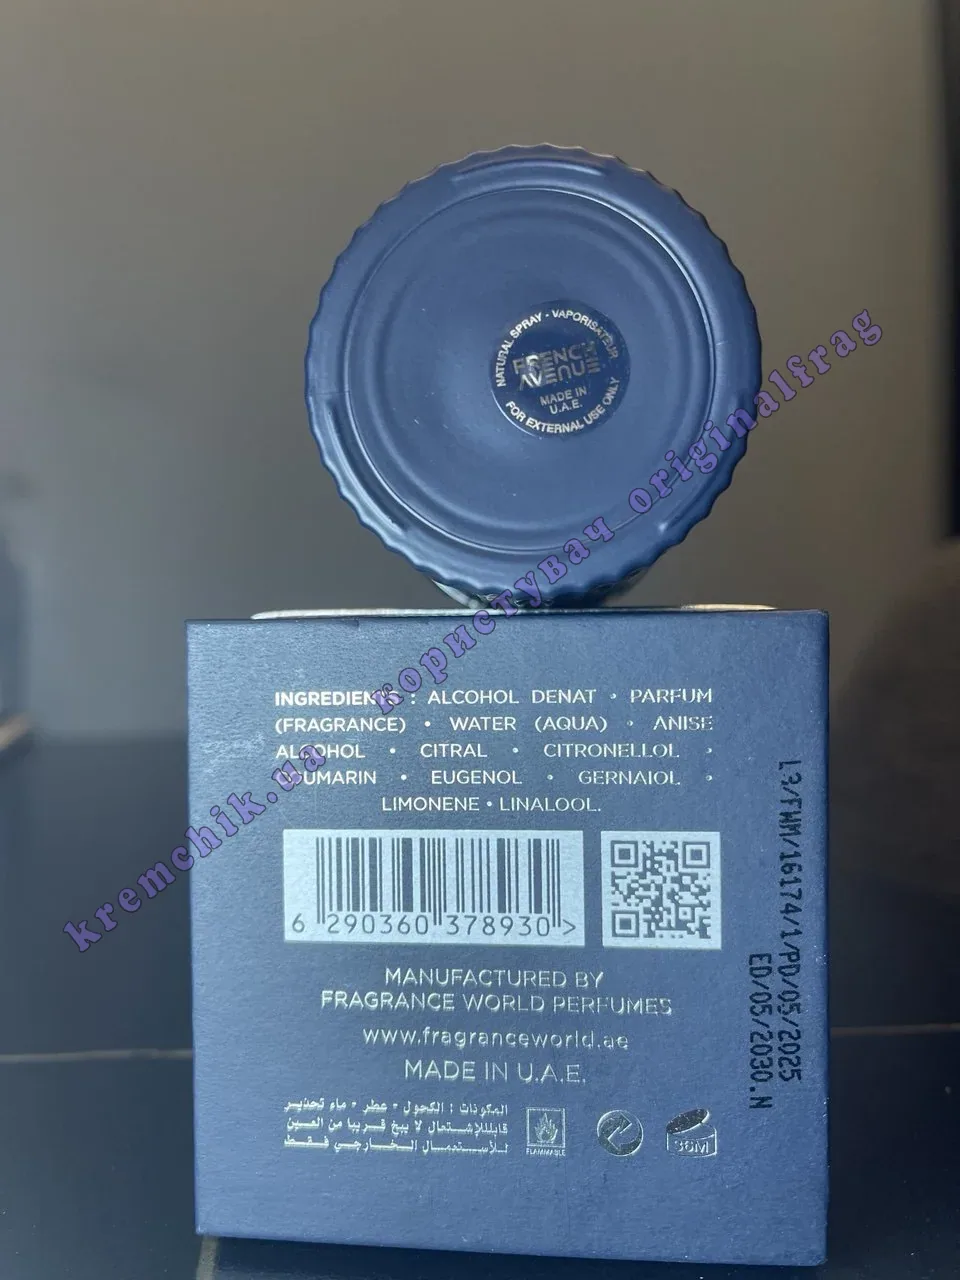 NATURAL SPRAY - VAPORISATEUR
FRENCH
AVENUE
MADE IN
U.A.E.
FOR EXTERNAL USE ONLY
kremchik.ua користувач originalfrag
INGREDIENTS : ALCOHOL DENAT • PARFUM
(FRAGRANCE) • WATER (AQUA) • ANISE
ALCOHOL • CITRAL • CITRONELLOL •
COUMARIN • EUGENOL • GERNAIOL •
LIMONENE • LINALOOL.
6 290360 378930 >
MANUFACTURED BY
FRAGRANCE WORLD PERFUMES
www.fragranceworld.ae
MADE IN U.A.E.
المكونات : الكحول - عطر - ماء تحذير
قابل للإشتعال لا يبخ قريبا من العين
للأستعمال الخارجي فقط
FLAMMABLE
36M
L3/FWM/16174/1/PD/05/2025
ED/05/2030.N